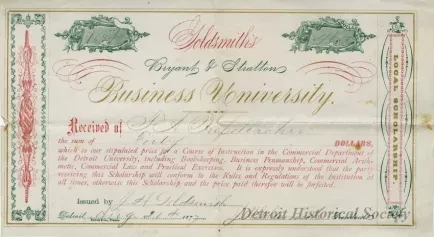 Goldsmith's
Bryant & Stratton
Business University.
LOCAL SCHOLARSHIP.
Received of
the sum of DOLLARS,
which is our stipulated price for a Course of Instruction in the Commercial Department of
the Detroit University, including Book-keeping, Business Penmanship, Commercial Arith-
metic, Commercial Law and Practical Exercises. It is expressly understood that the party
receiving this Scholarship will conform to the Rules and Regulations of the Institution at
all times, otherwise this Scholarship and the price paid therefor will be forfeited.
Issued by J. H. Goldsmith
Detroit, 187
Detroit Historical Society